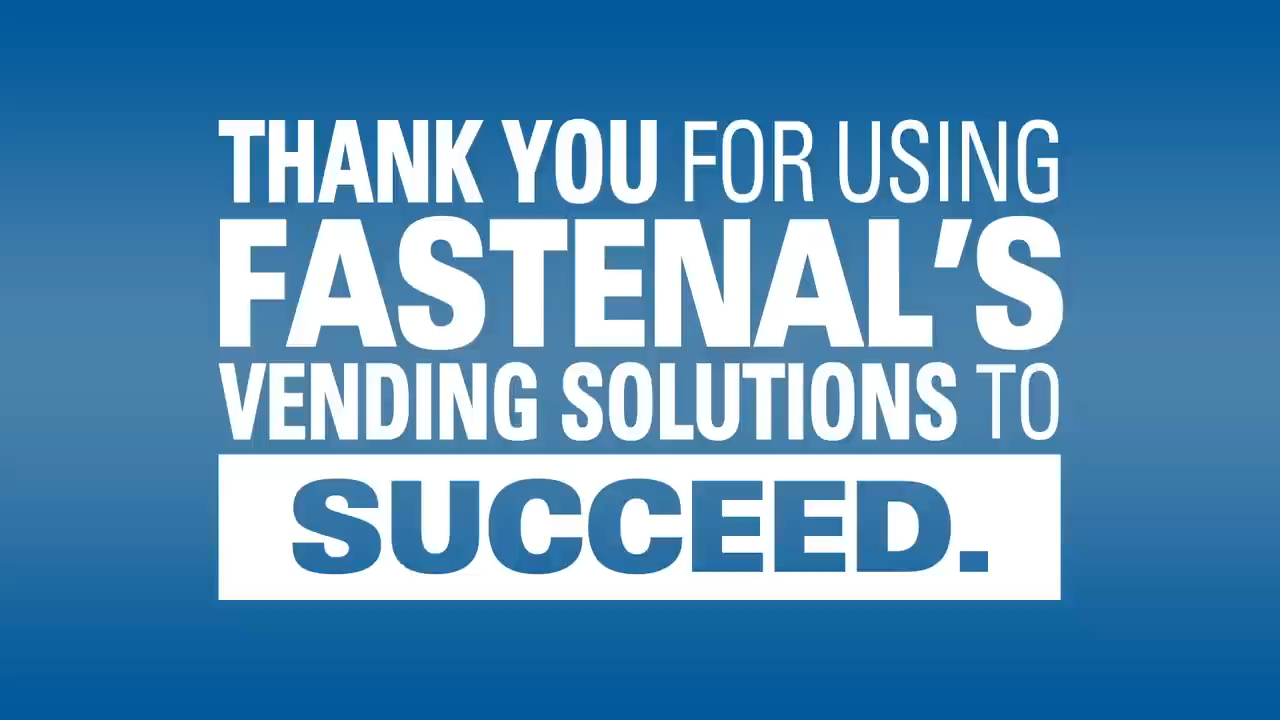 THANK YOU FOR USING
FASTENAL'S
VENDING SOLUTIONS TO
SUCCEED.